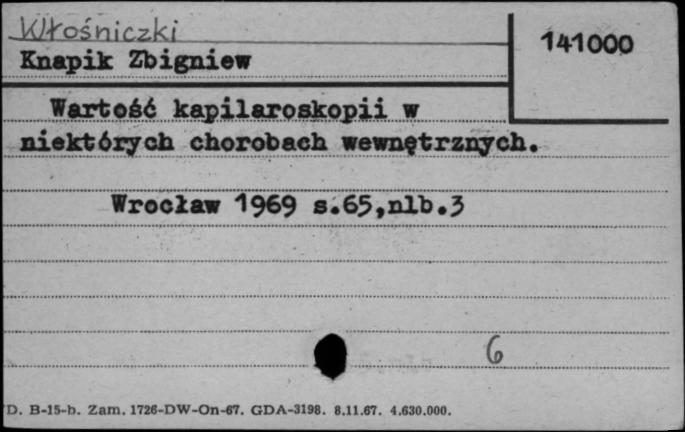 Włośniczki
141000
Knapik Zbigniew
Wartość kapilaroskopii w
niektórych chorobach wewnętrznych.
Wrocław 1969 s.65,nlb.3
6
D. B-15-b. Zam. 1726-DW-On-67. GDA-3198. 8.11.67. 4.630.000.